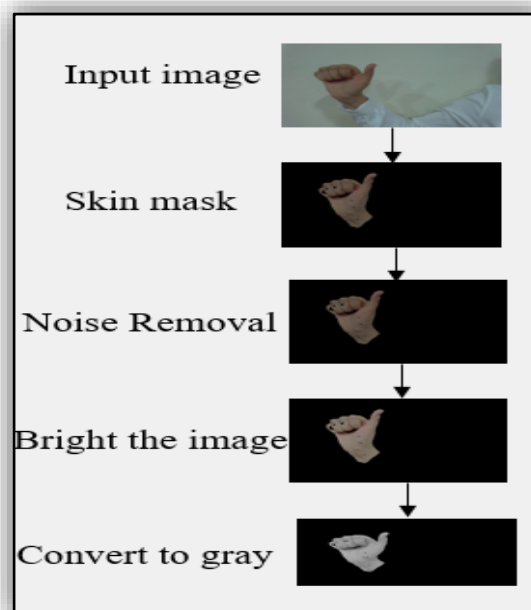 Input image
Skin mask
Noise Removal
Bright the image
Convert to gray